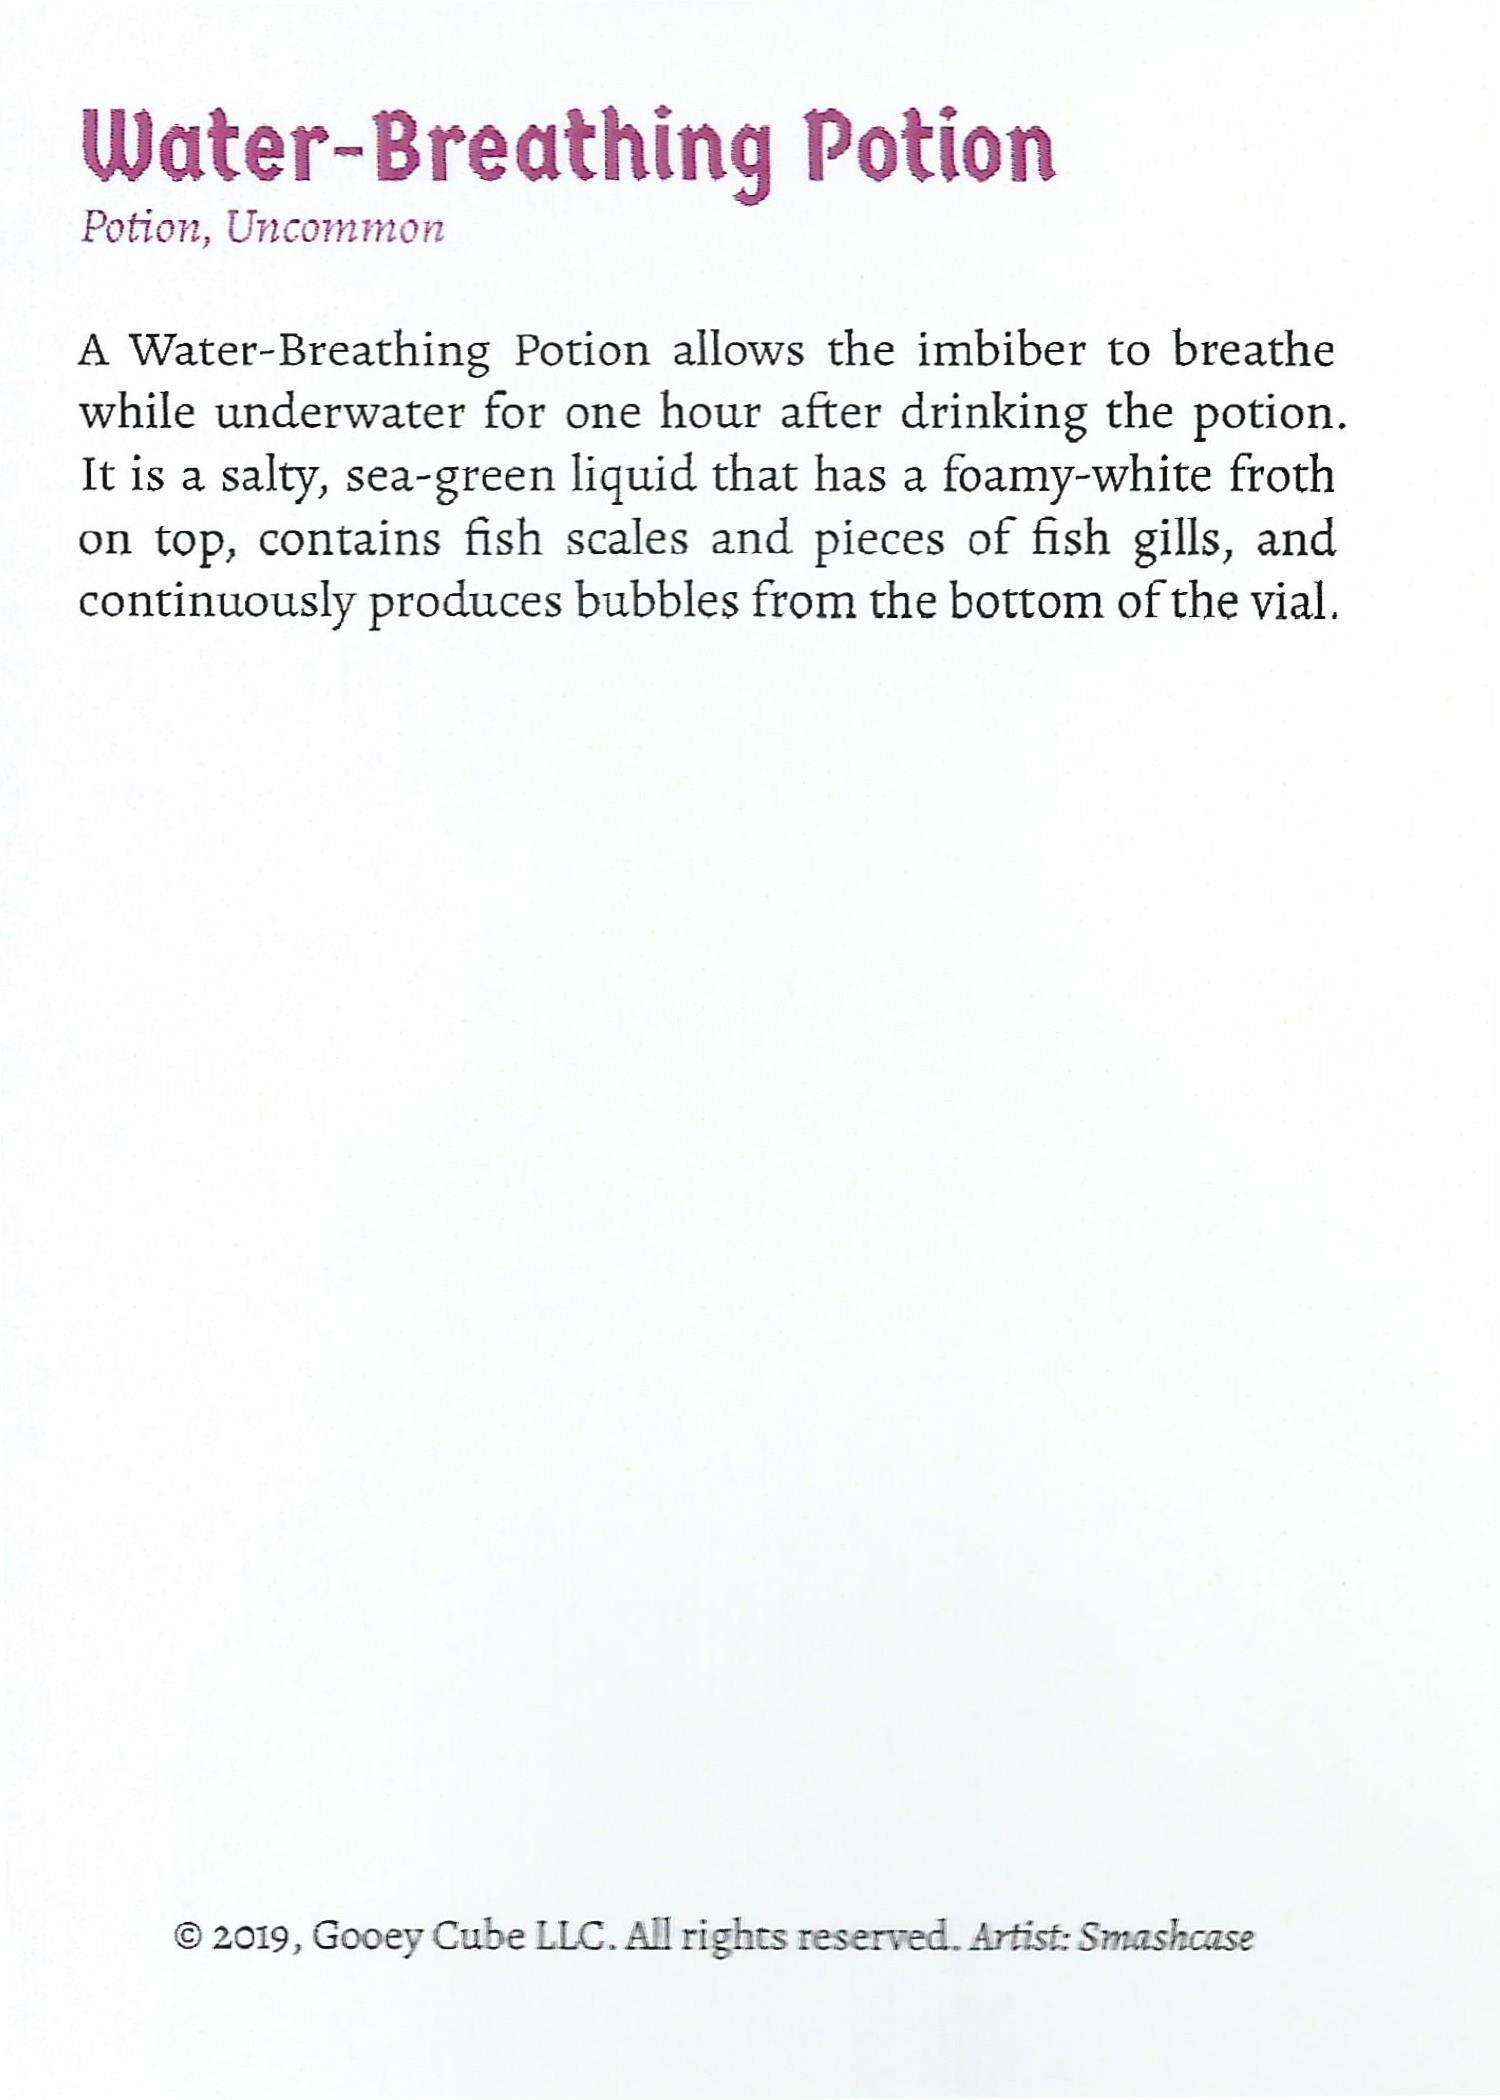 Water-Breathing Potion
Potion, Uncommon
A Water-Breathing Potion allows the imbiber to breathe
while underwater for one hour after drinking the potion.
It is a salty, sea-green liquid that has a foamy-white froth
on top, contains fish scales and pieces of fish gills, and
continuously produces bubbles from the bottom of the vial.
© 2019, Gooey Cube LLC. All rights reserved. Artist: Smashcase